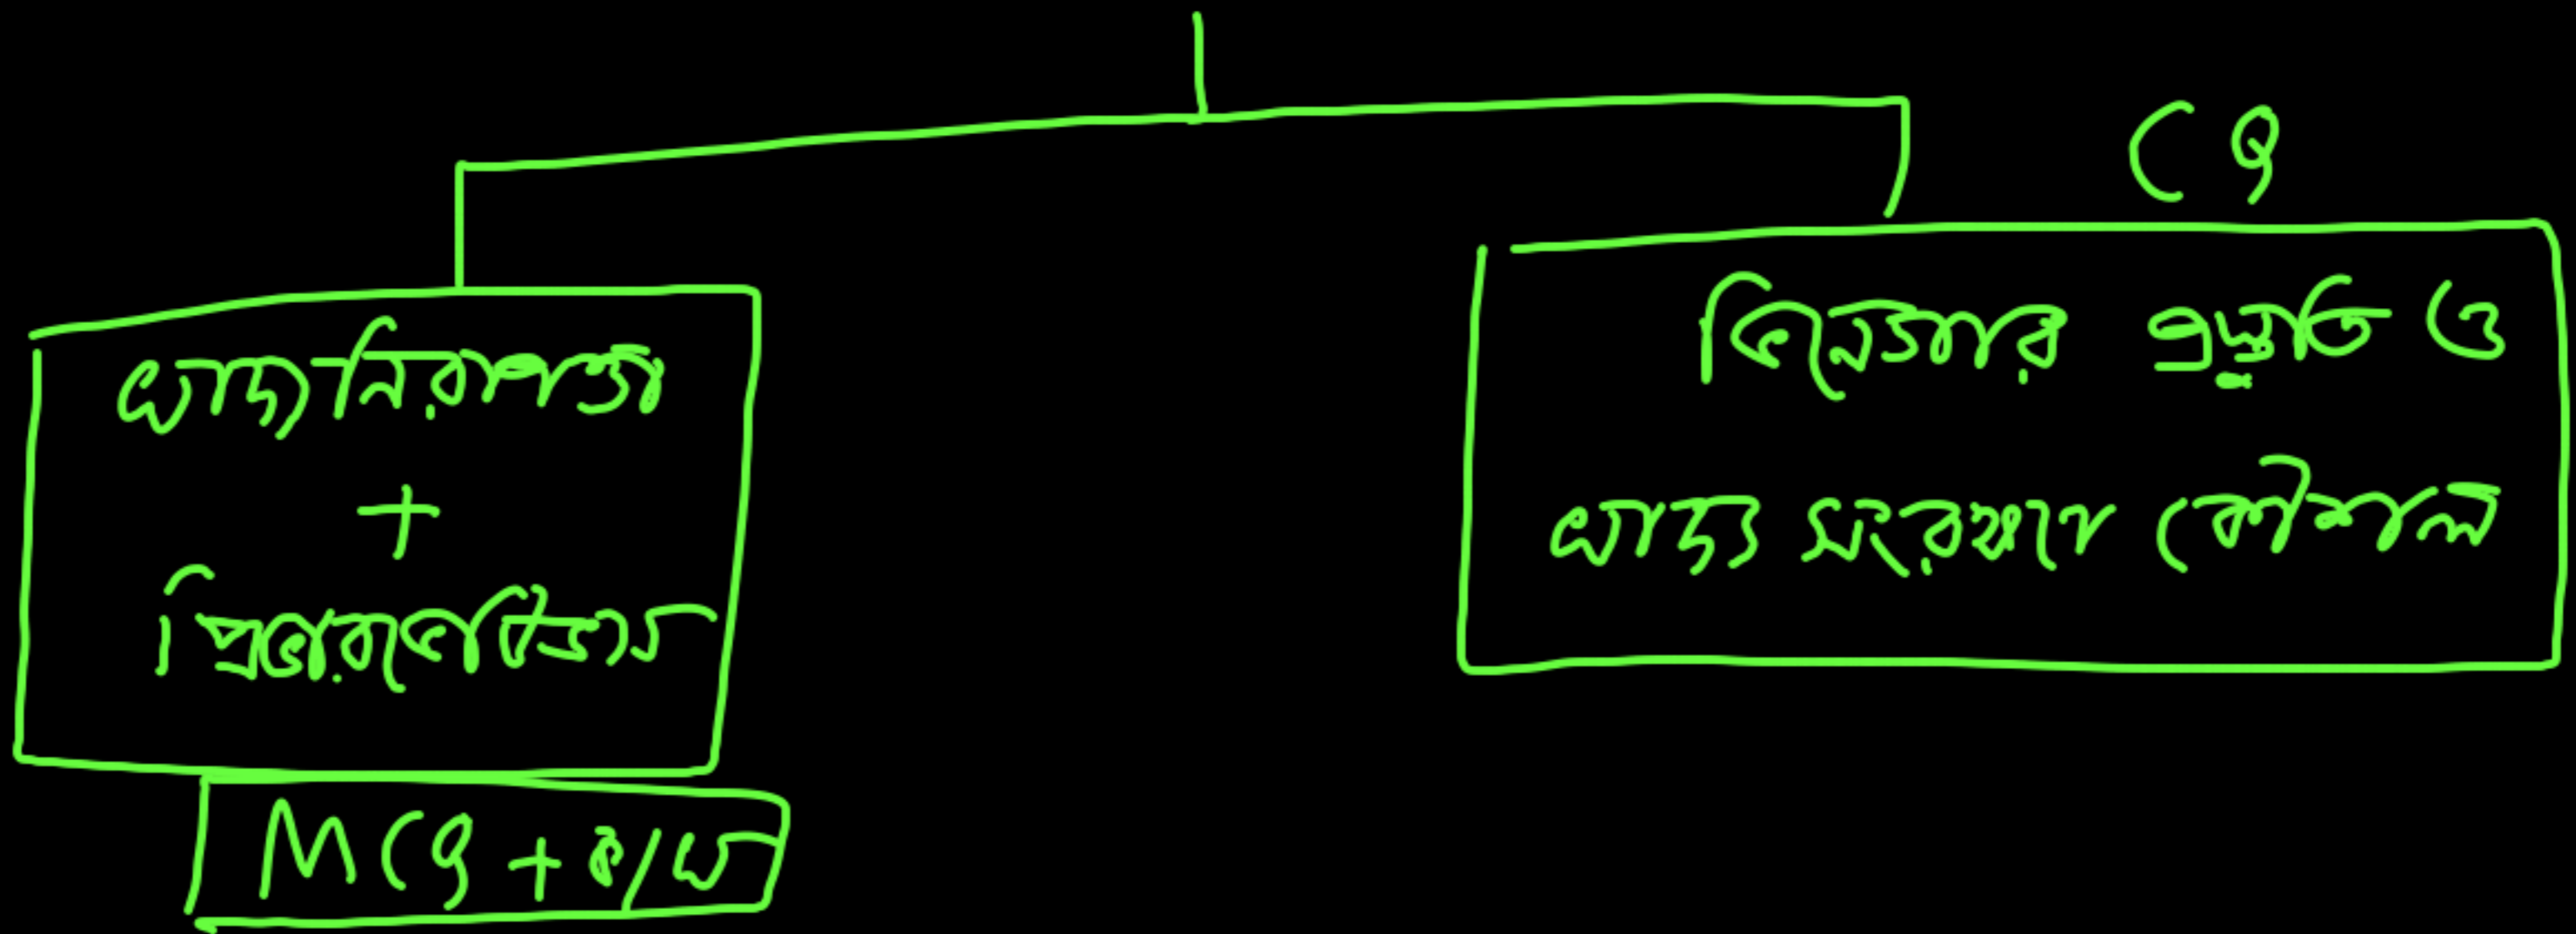 CQ
খাদ্য নিরাপত্তা
+
প্রিজারভেটিভস
MCQ + ক/খ
ভিনেগার প্রস্তুতি ও
খাদ্য সংরক্ষণে কৌশল